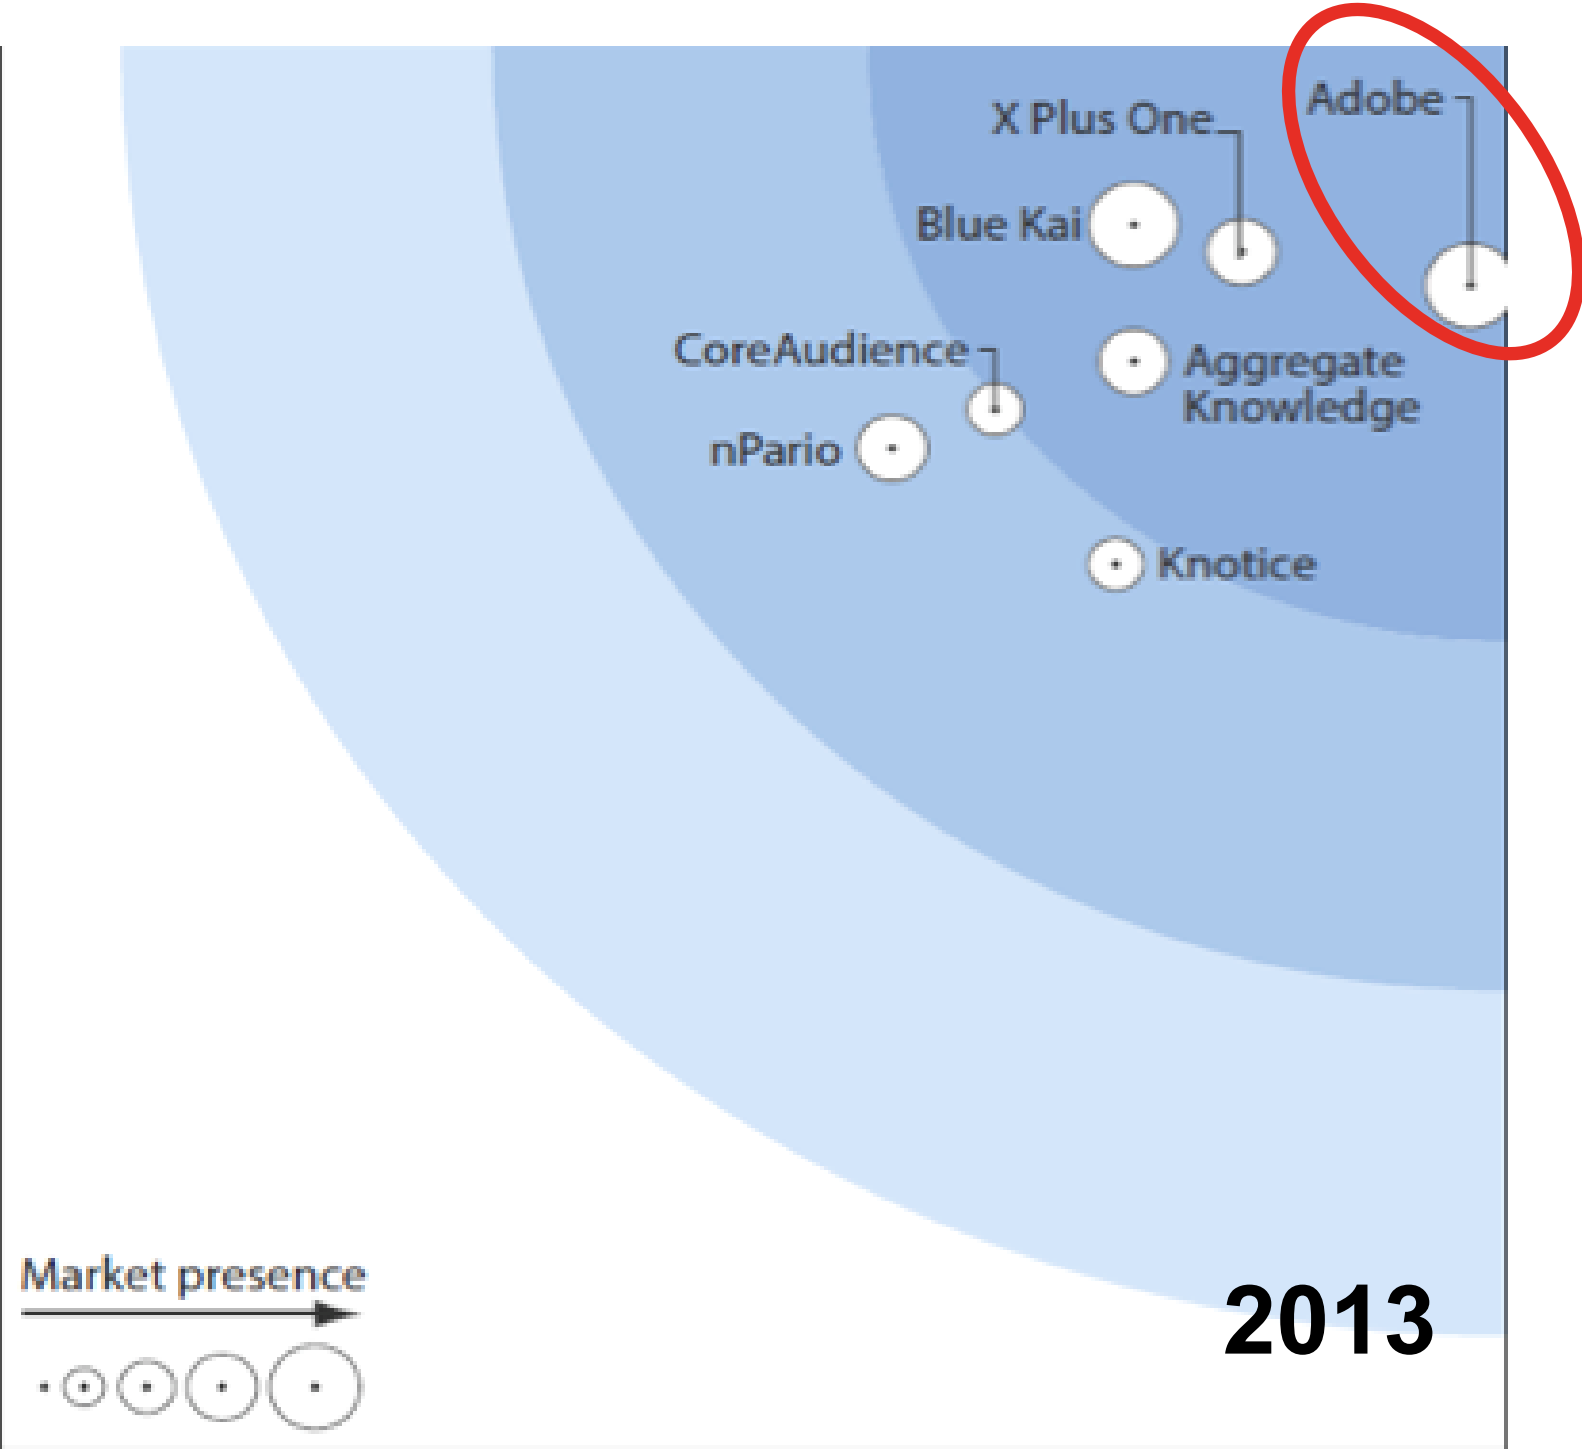 Adobe
X Plus One
Blue Kai
CoreAudience
Aggregate
Knowledge
nPario
Knotice
Market presence
2013